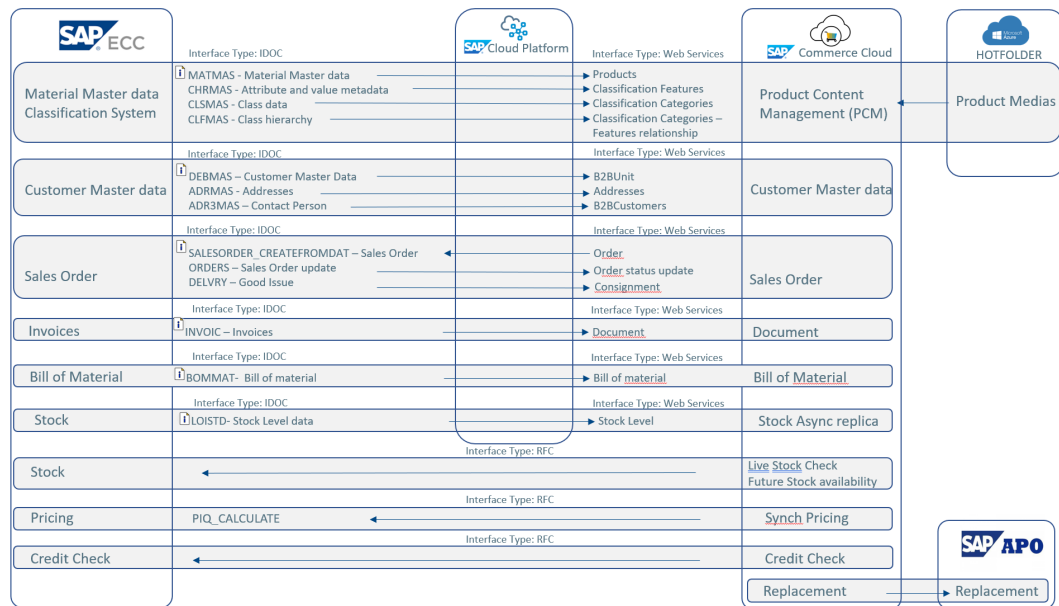 SAP ECC
SAP Cloud Platform
SAP Commerce Cloud
Microsoft Azure
HOTFOLDER
Interface Type: IDOC
Interface Type: Web Services
Material Master data
Classification System
MATMAS - Material Master data
CHRMAS - Attribute and value metadata
CLSMAS - Class data
CLFMAS - Class hierarchy
Products
Classification Features
Classification Categories
Classification Categories –
Features relationship
Product Content
Management (PCM)
Product Medias
Interface Type: IDOC
Interface Type: Web Services
Customer Master data
DEBMAS – Customer Master Data
ADRMAS - Addresses
ADR3MAS – Contact Person
B2BUnit
Addresses
B2BCustomers
Customer Master data
Interface Type: IDOC
Interface Type: Web Services
Sales Order
SALESORDER_CREATEFROMDAT – Sales Order
ORDERS – Sales Order update
DELVRY – Good Issue
Order
Order status update
Consignment
Sales Order
Interface Type: IDOC
Interface Type: Web Services
Invoices
INVOIC – Invoices
Document
Document
Interface Type: IDOC
Interface Type: Web Services
Bill of Material
BOMMAT- Bill of material
Bill of material
Bill of Material
Interface Type: IDOC
Interface Type: Web Services
Stock
LOISTD- Stock Level data
Stock Level
Stock Async replica
Interface Type: RFC
Stock
Live Stock Check
Future Stock availability
Interface Type: RFC
Pricing
PIQ_CALCULATE
Synch Pricing
Interface Type: RFC
Credit Check
Credit Check
SAP APO
Replacement
Replacement